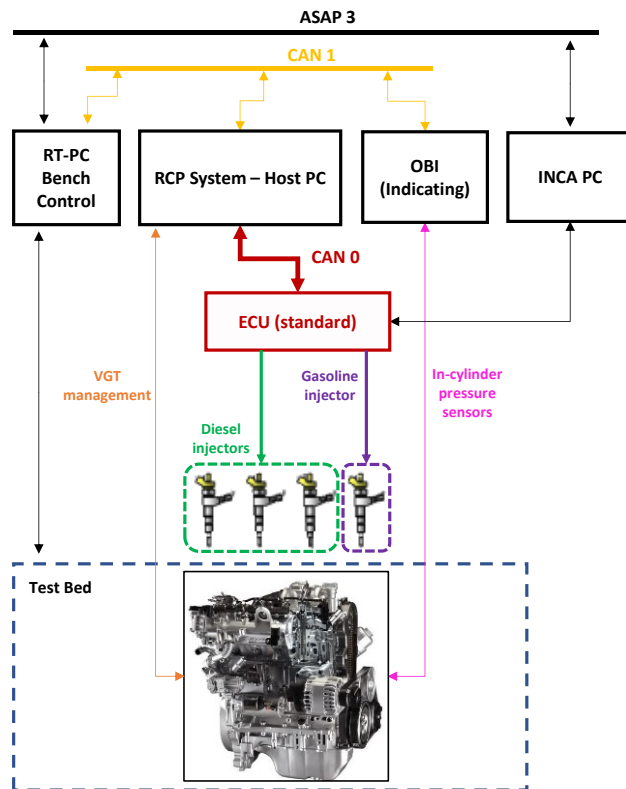 ASAP 3
CAN 1
RT-PC
Bench
Control
RCP System – Host PC
OBI
(Indicating)
INCA PC
CAN 0
ECU (standard)
VGT
management
Gasoline
injector
In-cylinder
pressure
sensors
Diesel
injectors
Test Bed